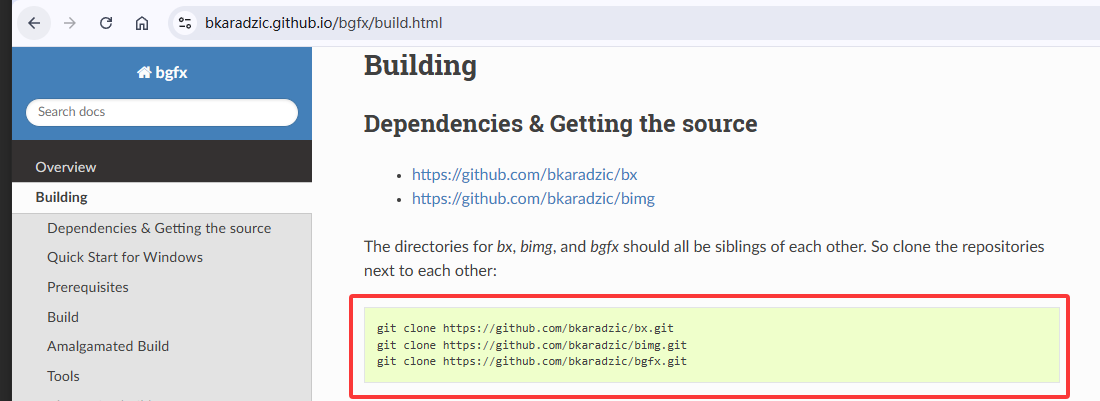 bkaradzic.github.io/bgfx/build.html
bgfx
Search docs
Overview
Building
Dependencies & Getting the source
Quick Start for Windows
Prerequisites
Build
Amalgamated Build
Tools
Building
Dependencies & Getting the source
https://github.com/bkaradzic/bx
https://github.com/bkaradzic/bimg
The directories for bx, bimg, and bgfx should all be siblings of each other. So clone the repositories
next to each other:
git clone https://github.com/bkaradzic/bx.git
git clone https://github.com/bkaradzic/bimg.git
git clone https://github.com/bkaradzic/bgfx.git